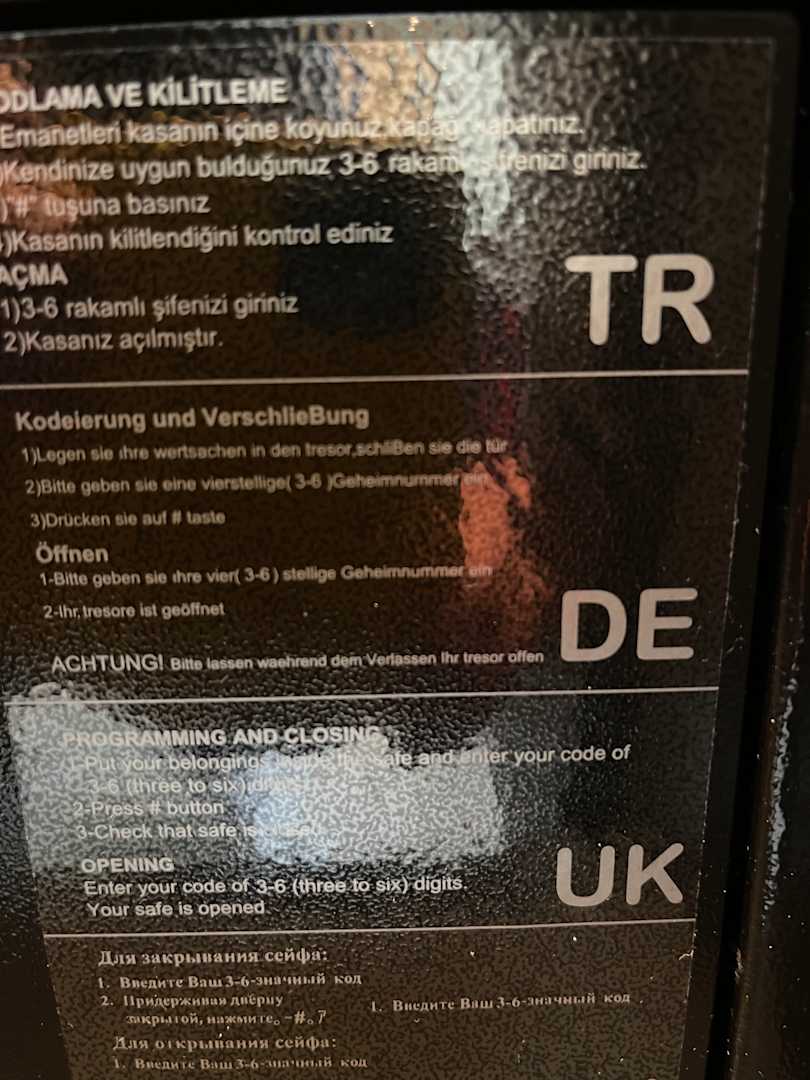 ODLAMA VE KİLİTLEME
Emanetleri kasanın içine koyunuz,kapağı kapatınız.
)Kendinize uygun bulduğunuz 3-6 rakamlı şifrenizi giriniz.
)"#" tuşuna basınız
)Kasanın kilitlendiğini kontrol ediniz
AÇMA
1)3-6 rakamlı şifenizi giriniz
2)Kasanız açılmıştır.
TR
Kodeierung und VerschlieBung
1)Legen sie ıhre wertsachen in den tresor,schlißen sie die tür
2)Bitte geben sie eine vierstellige( 3-6 )Geheimnummer ein
3)Drücken sie auf # taste
Öffnen
1-Bitte geben sie ıhre vier( 3-6 ) stellige Geheimnummer ein
2-Ihr,tresore ist geöffnet
ACHTUNG! Bitte lassen waehrend dem Verlassen Ihr tresor offen
DE
PROGRAMMING AND CLOSING
1-Put your belongings inside the safe and enter your code of
3-6 (three to six) digits.
2-Press # button
3-Check that safe is
OPENING
Enter your code of 3-6 (three to six) digits.
Your safe is opened.
UK
Для закрывания сейфа:
1. Введите Ваш 3-6-значный код
2. Придерживая дверцу
закрытой, нажмите。-#。7
1. Введите Ваш 3-6-значный код .
Для открывания сейфа:
1. Введите Ваш 3-6-значный код